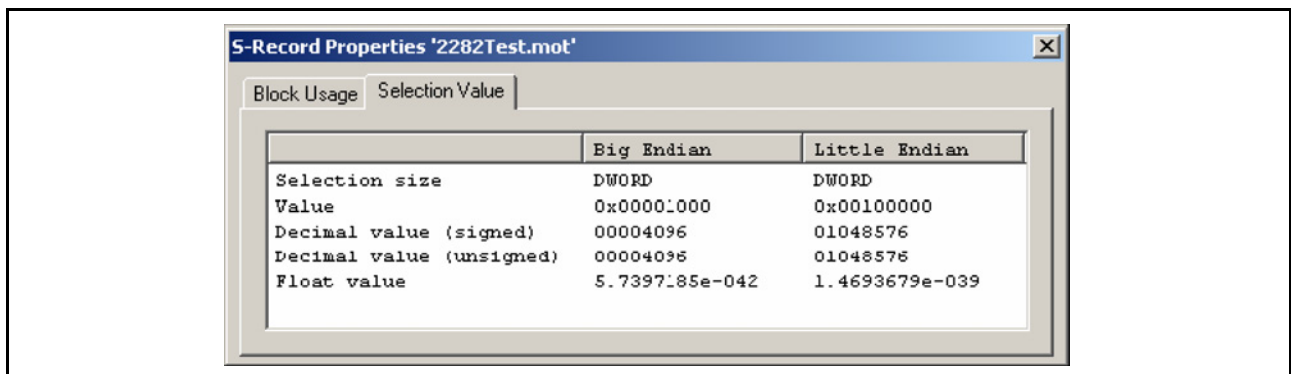 S-Record Properties '2282Test.mot'
Block Usage Selection Value
Big Endian Little Endian
Selection size DWORD DWORD
Value 0x00001000 0x00100000
Decimal value (signed) 00004096 01048576
Decimal value (unsigned) 00004096 01048576
Float value 5.7397185e-042 1.4693679e-039